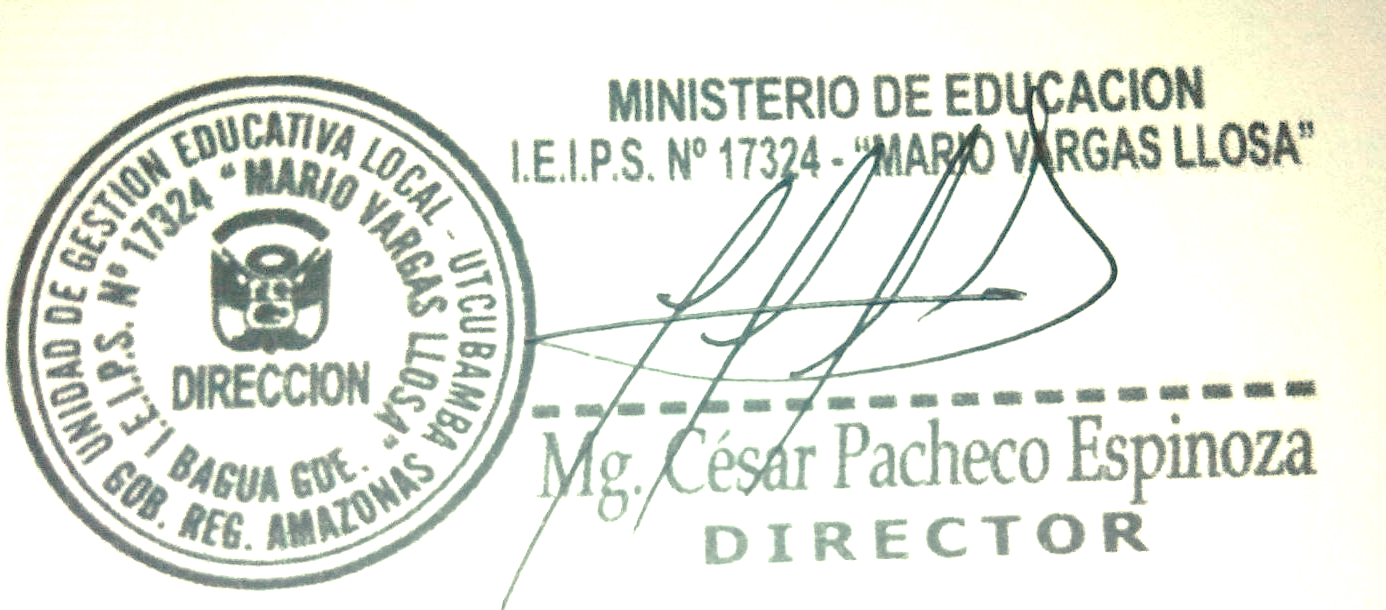 UNIDAD DE GESTION EDUCATIVA LOCAL - UTCUBAMBA
I.E.I.P.S. Nº 17324 "MARIO VARGAS LLOSA"
DIRECCION
BAGUA GDE.
GOB. REG. AMAZONAS
MINISTERIO DE EDUCACION
I.E.I.P.S. Nº 17324 - "MARIO VARGAS LLOSA"
Mg. César Pacheco Espinoza
DIRECTOR